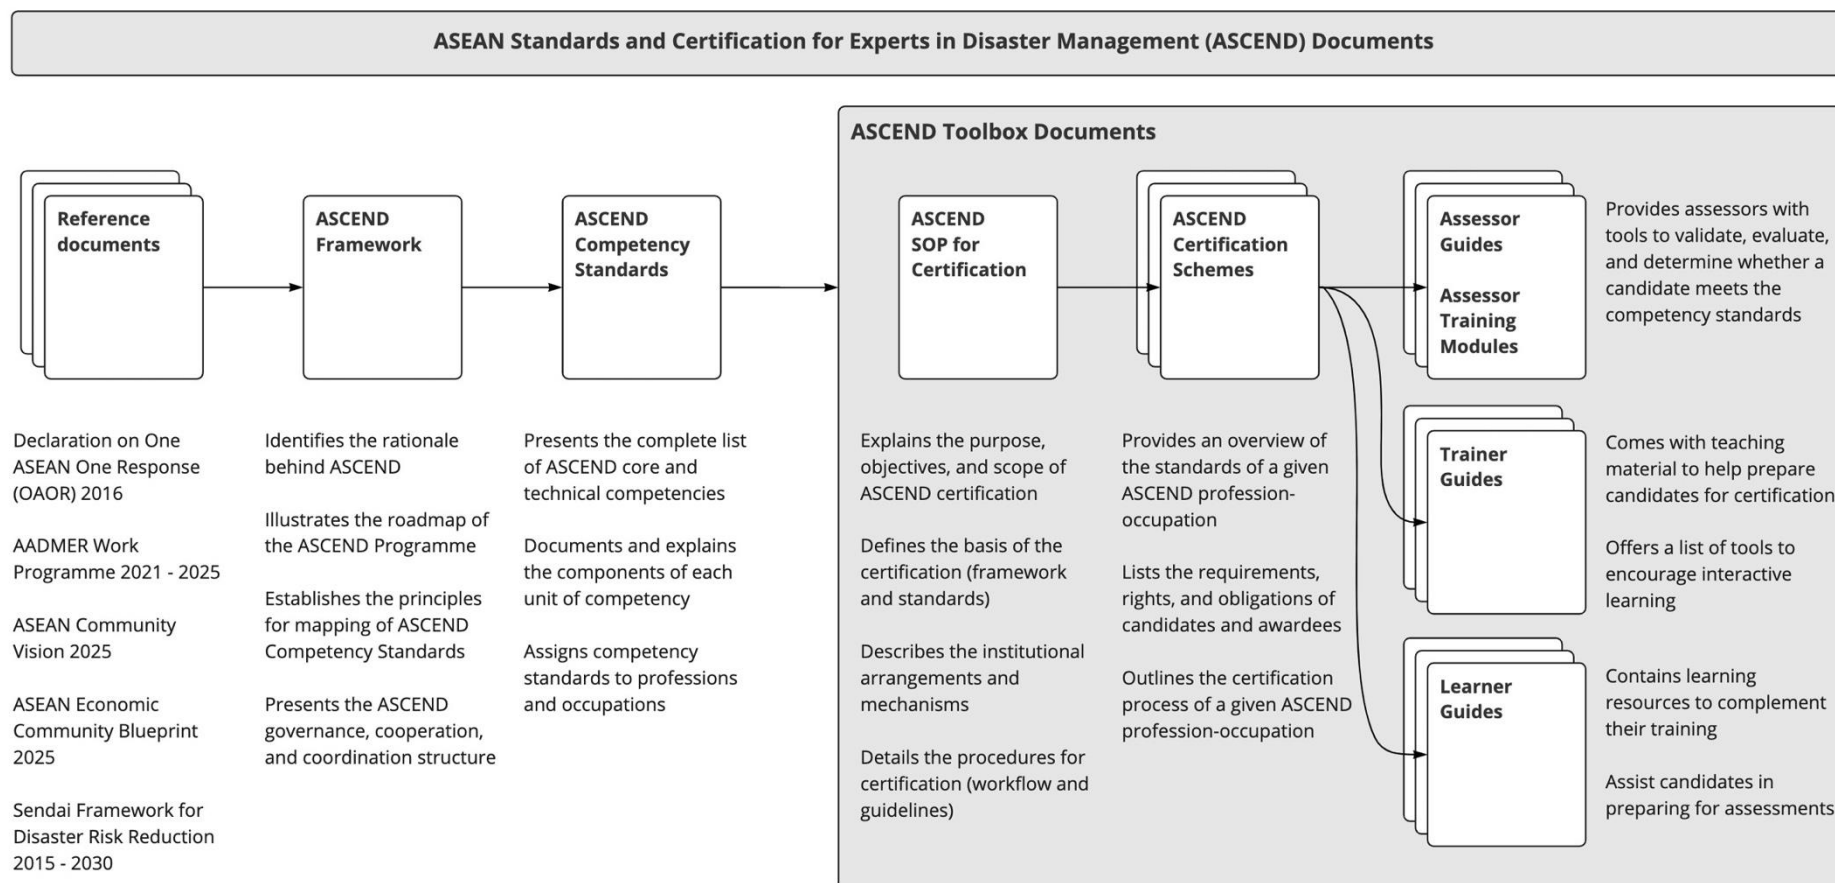 ASEAN Standards and Certification for Experts in Disaster Management (ASCEND) Documents
Reference
documents
Declaration on One
ASEAN One Response
(OAOR) 2016
AADMER Work
Programme 2021 - 2025
ASEAN Community
Vision 2025
ASEAN Economic
Community Blueprint
2025
Sendai Framework for
Disaster Risk Reduction
2015 - 2030
ASCEND
Framework
Identifies the rationale
behind ASCEND
Illustrates the roadmap of
the ASCEND Programme
Establishes the principles
for mapping of ASCEND
Competency Standards
Presents the ASCEND
governance, cooperation,
and coordination structure
ASCEND
Competency
Standards
Presents the complete list
of ASCEND core and
technical competencies
Documents and explains
the components of each
unit of competency
Assigns competency
standards to professions
and occupations
ASCEND Toolbox Documents
ASCEND
SOP for
Certification
Explains the purpose,
objectives, and scope of
ASCEND certification
Defines the basis of the
certification (framework
and standards)
Describes the institutional
arrangements and
mechanisms
Details the procedures for
certification (workflow and
guidelines)
ASCEND
Certification
Schemes
Provides an overview of
the standards of a given
ASCEND profession-
occupation
Lists the requirements,
rights, and obligations of
candidates and awardees
Outlines the certification
process of a given ASCEND
profession-occupation
Assessor
Guides
Assessor
Training
Modules
Provides assessors with
tools to validate, evaluate,
and determine whether a
candidate meets the
competency standards
Trainer
Guides
Comes with teaching
material to help prepare
candidates for certification
Offers a list of tools to
encourage interactive
learning
Learner
Guides
Contains learning
resources to complement
their training
Assist candidates in
preparing for assessments